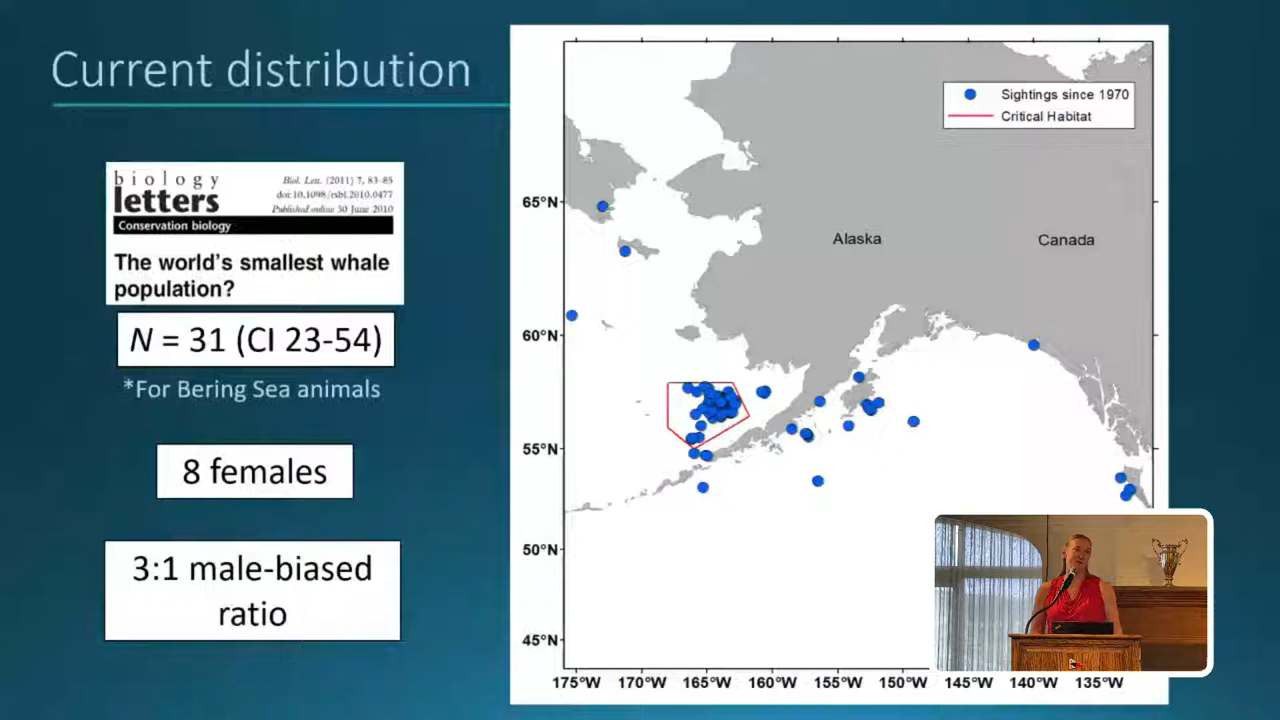 Current distribution
biology
letters
Biol. Lett. (2011) 7, 83–85
doi:10.1098/rsbl.2010.0477
Published online 30 June 2010
Conservation biology
The world's smallest whale
population?
N = 31 (CI 23-54)
*For Bering Sea animals
8 females
3:1 male-biased
ratio
Sightings since 1970
Critical Habitat
Alaska
Canada
65°N
60°N
55°N
50°N
45°N
175°W 170°W 165°W 160°W 155°W 150°W 145°W 140°W 135°W